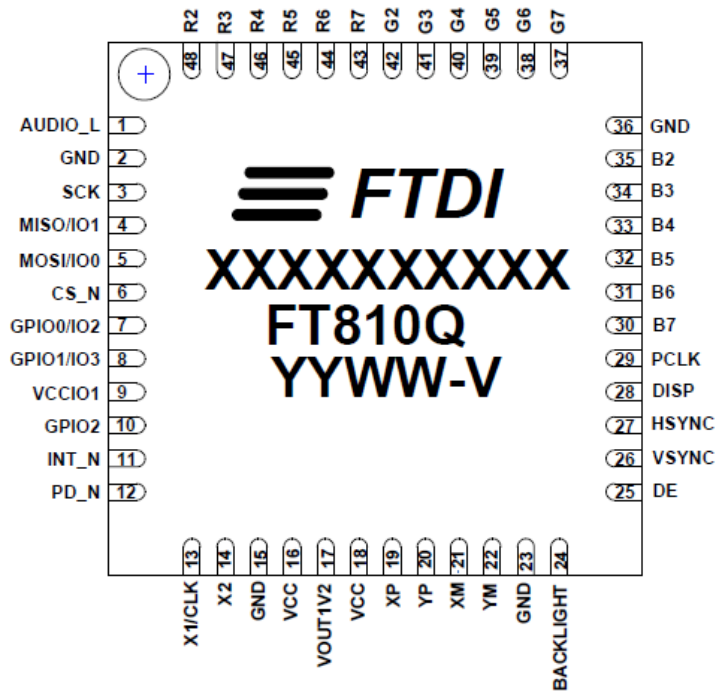 R2 R3 R4 R5 R6 R7 G2 G3 G4 G5 G6 G7
48 47 46 45 44 43 42 41 40 39 38 37
AUDIO_L 1
GND 2
SCK 3
MISO/IO1 4
MOSI/IO0 5
CS_N 6
GPIO0/IO2 7
GPIO1/IO3 8
VCCIO1 9
GPIO2 10
INT_N 11
PD_N 12
FTDI
XXXXXXXXXX
FT810Q
YYWW-V
36 GND
35 B2
34 B3
33 B4
32 B5
31 B6
30 B7
29 PCLK
28 DISP
27 HSYNC
26 VSYNC
25 DE
13 14 15 16 17 18 19 20 21 22 23 24
X1/CLK X2 GND VCC VOUT1V2 VCC XP YP XM YM GND BACKLIGHT